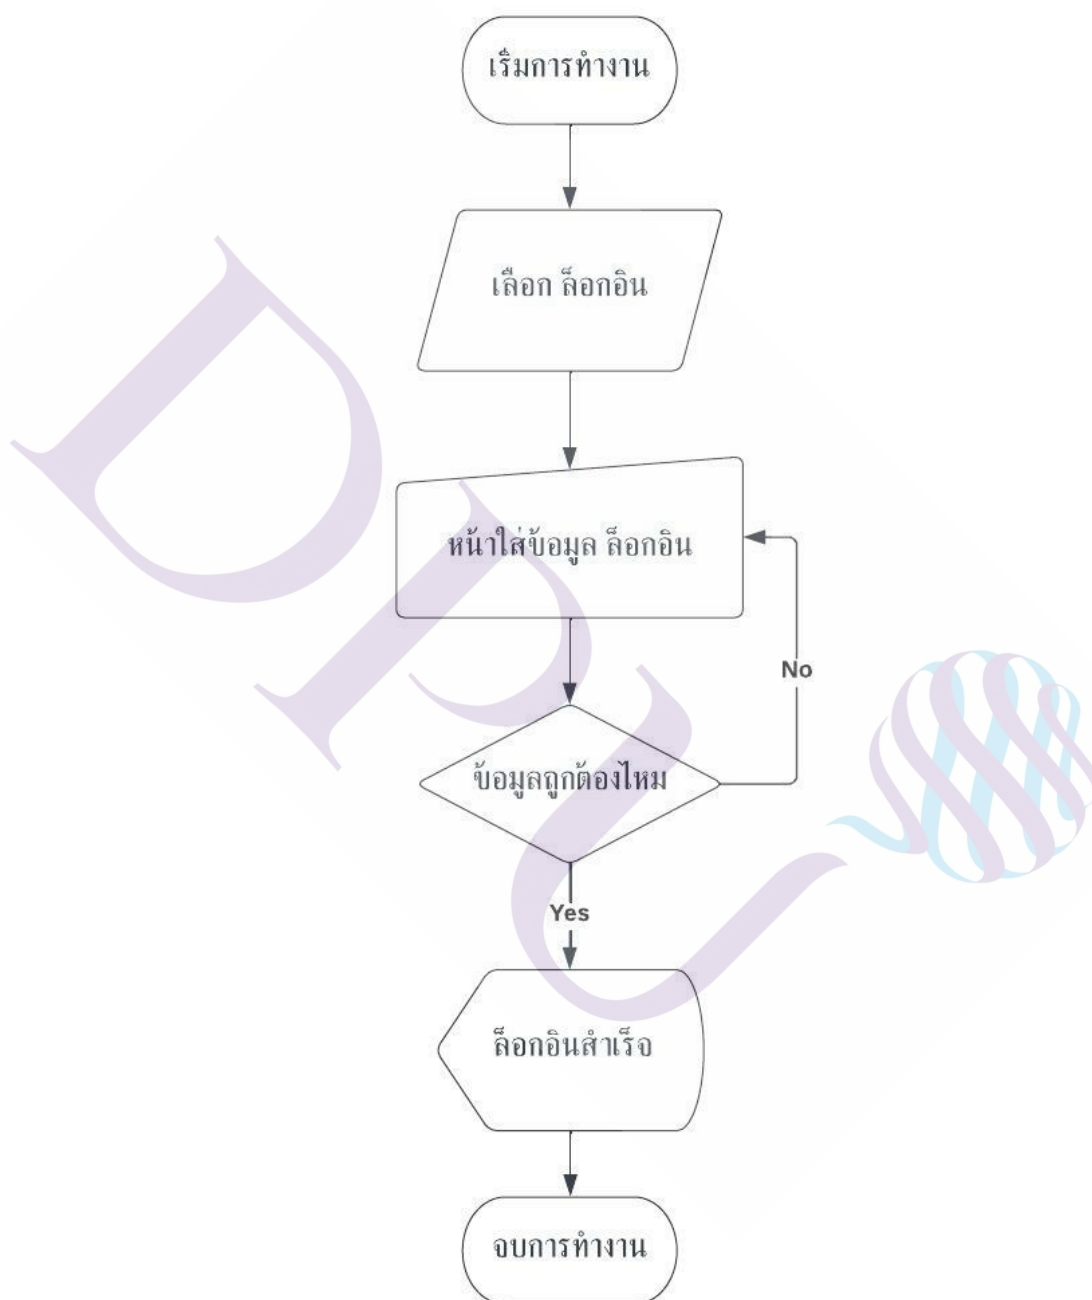 เริ่มการทำงาน
เลือก ล็อกอิน
หน้าใส่ข้อมูล ล็อกอิน
No
ข้อมูลถูกต้องไหม
Yes
ล็อกอินสำเร็จ
จบการทำงาน
DPU